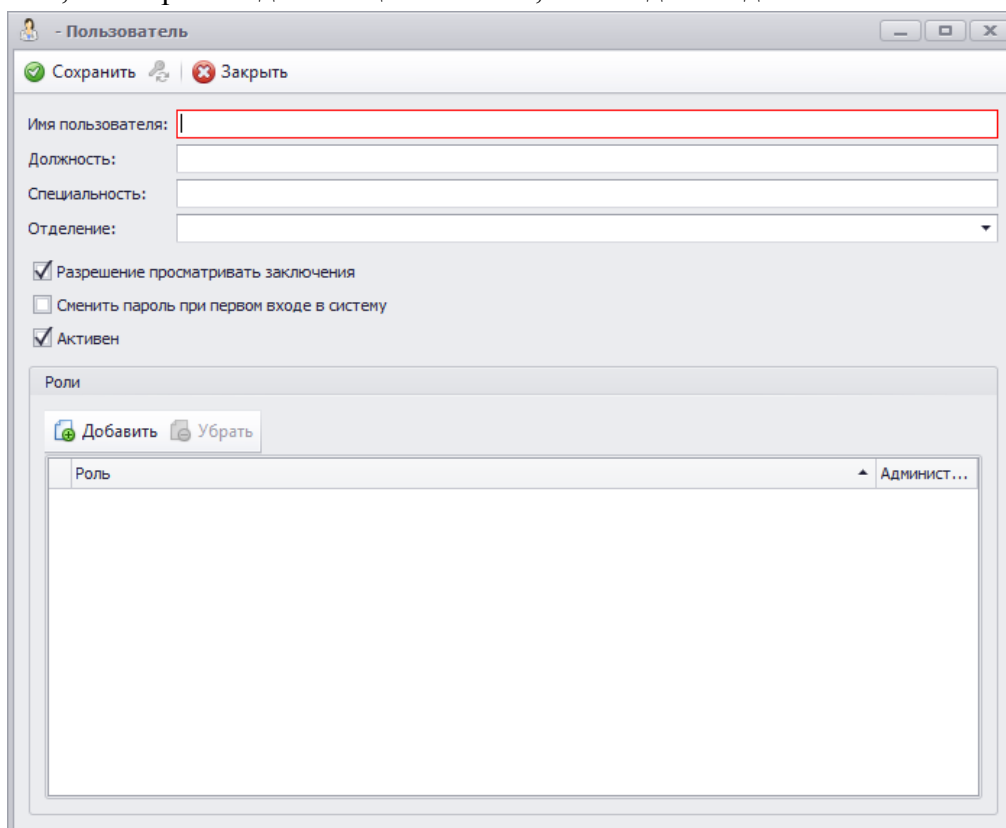 - Пользователь
Сохранить Закрыть
Имя пользователя:
Должность:
Специальность:
Отделение:
Разрешение просматривать заключения
Сменить пароль при первом входе в систему
Активен
Роли
Добавить Убрать
Роль Админист...